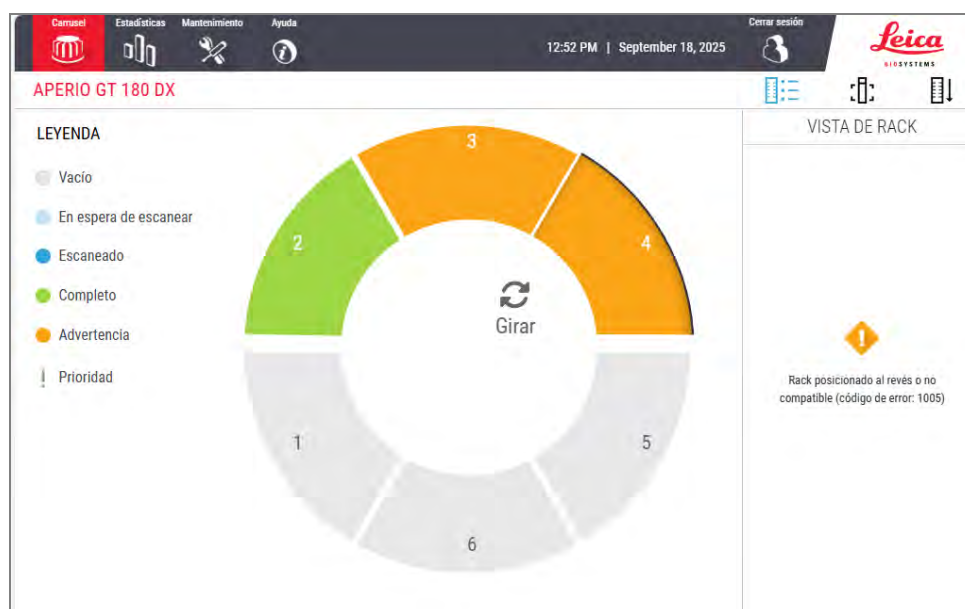 Carrusel
Estadísticas
Mantenimiento
Ayuda
12:52 PM | September 18, 2025
Cerrar sesión
Leica
BIOSYSTEMS
APERIO GT 180 DX
VISTA DE RACK
LEYENDA
Vacío
En espera de escanear
Escaneado
Completo
Advertencia
Prioridad
3
2
4
Girar
1
5
6
Rack posicionado al revés o no
compatible (código de error: 1005)